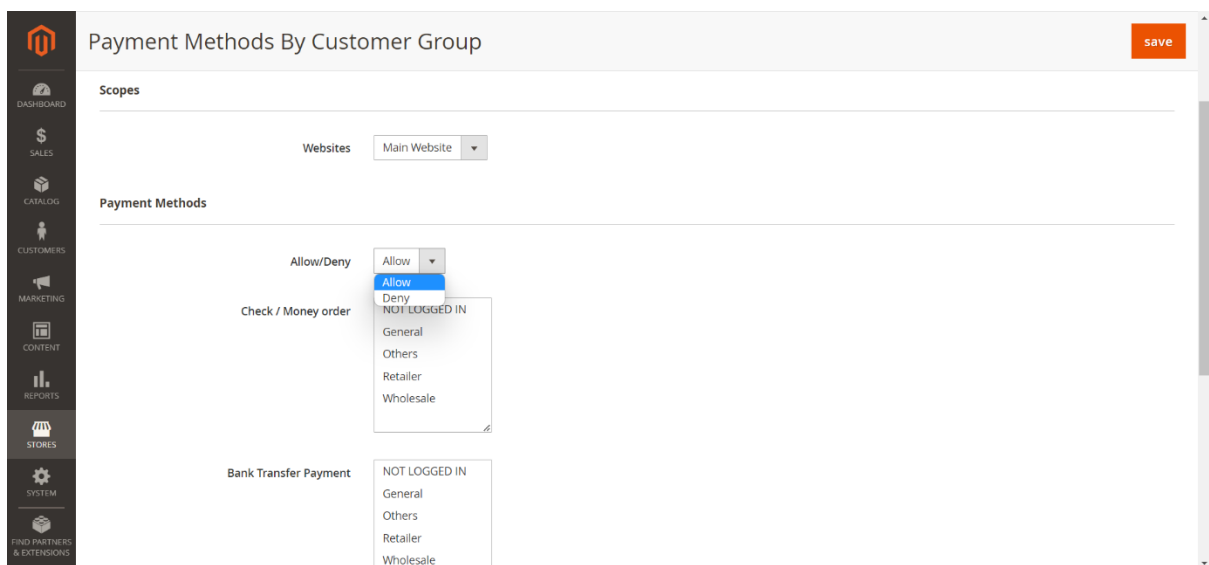 Payment Methods By Customer Group
save
DASHBOARD
SALES
CATALOG
CUSTOMERS
MARKETING
CONTENT
REPORTS
STORES
SYSTEM
FIND PARTNERS
& EXTENSIONS
Scopes
Websites Main Website
Payment Methods
Allow/Deny Allow
Allow
Deny
Check / Money order NOT LOGGED IN
General
Others
Retailer
Wholesale
Bank Transfer Payment NOT LOGGED IN
General
Others
Retailer
Wholesale